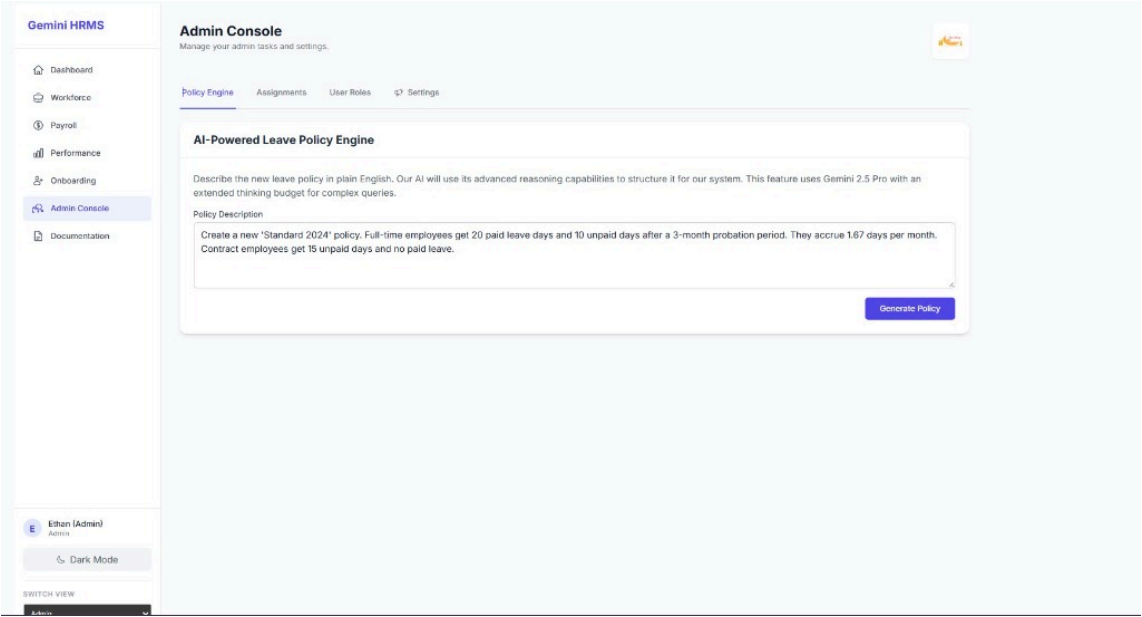 Gemini HRMS
Dashboard
Workforce
Payroll
Performance
Onboarding
Admin Console
Documentation
Ethan (Admin)
E
Admin
Dark Mode
SWITCH VIEW
Admin
Admin Console
Manage your admin tasks and settings.
Policy Engine Assignments User Roles Settings
AI-Powered Leave Policy Engine
Describe the new leave policy in plain English. Our AI will use its advanced reasoning capabilities to structure it for our system. This feature uses Gemini 2.5 Pro with an
extended thinking budget for complex queries.
Policy Description
Create a new 'Standard 2024' policy. Full-time employees get 20 paid leave days and 10 unpaid days after a 3-month probation period. They accrue 1.67 days per month.
Contract employees get 15 unpaid days and no paid leave.
Generate Policy